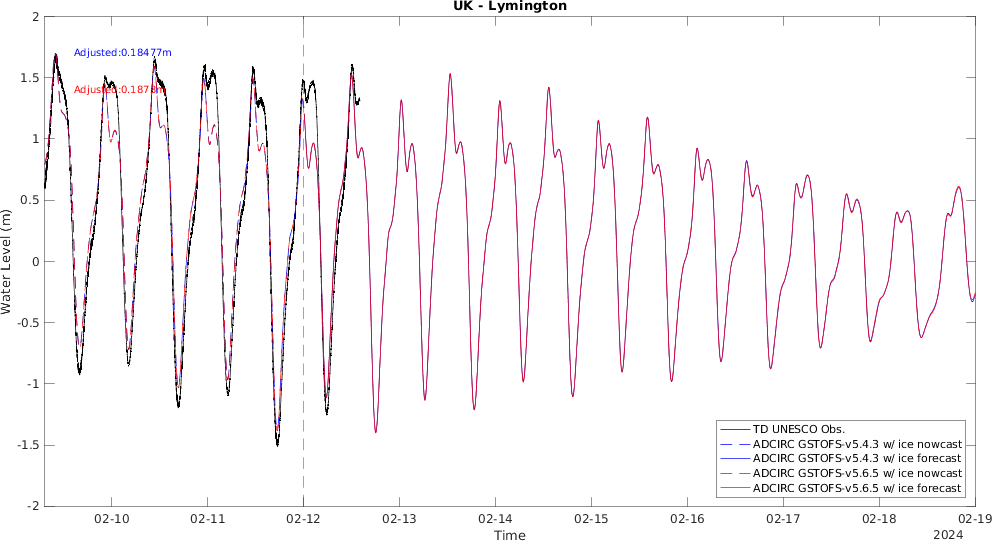 UK - Lymington
2
1.5
1
0.5
0
-0.5
-1
-1.5
-2
Water Level (m)
Adjusted:0.18477m
Adjusted:0.1878m
TD UNESCO Obs.
ADCIRC GSTOFS-v5.4.3 w/ ice nowcast
ADCIRC GSTOFS-v5.4.3 w/ ice forecast
ADCIRC GSTOFS-v5.6.5 w/ ice nowcast
ADCIRC GSTOFS-v5.6.5 w/ ice forecast
02-10 02-11 02-12 02-13 02-14 02-15 02-16 02-17 02-18 02-19
Time
2024